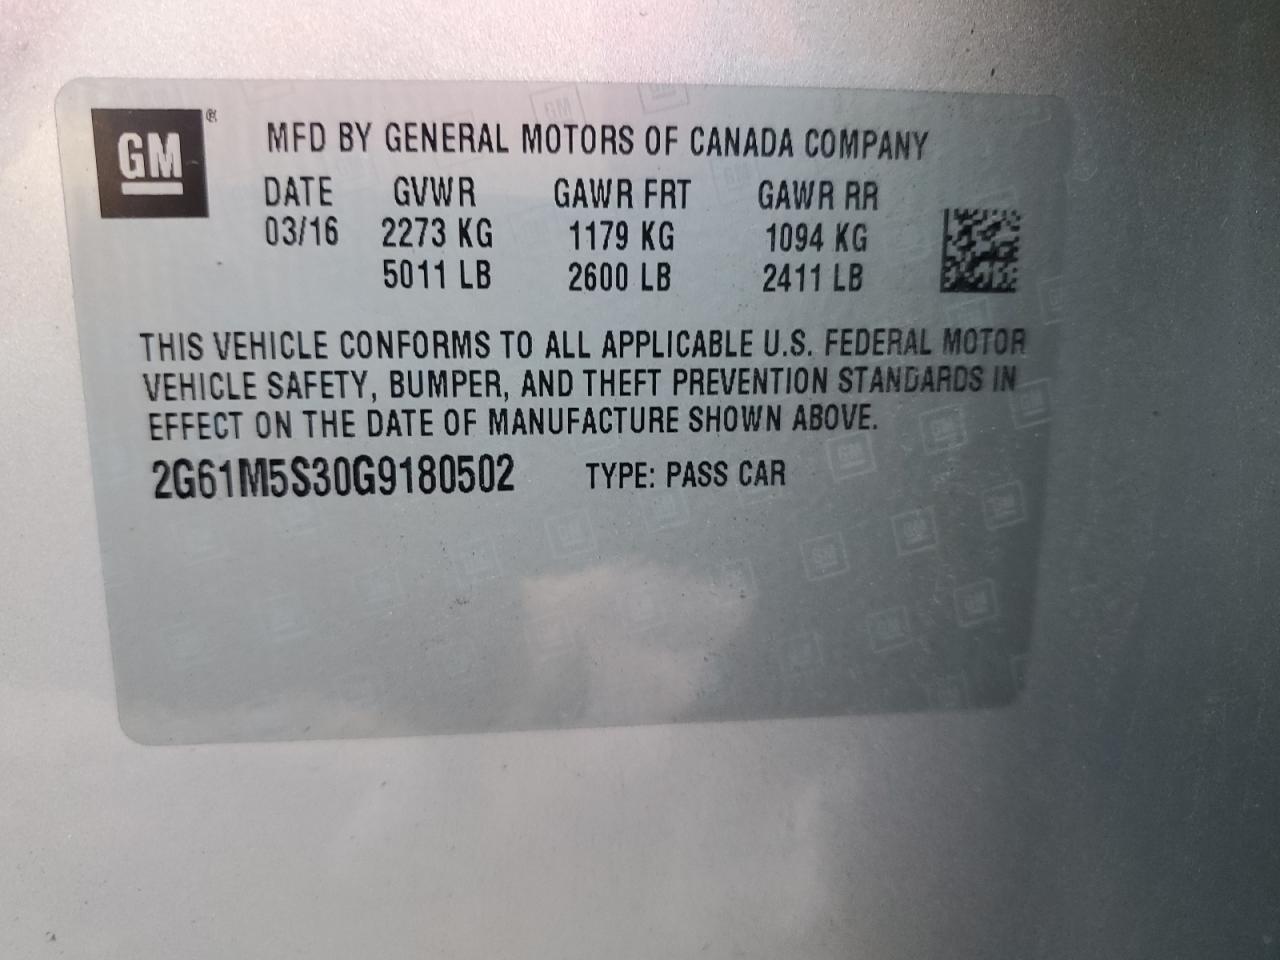 GM®
MFD BY GENERAL MOTORS OF CANADA COMPANY
DATE GVWR GAWR FRT GAWR RR
03/16 2273 KG 1179 KG 1094 KG
5011 LB 2600 LB 2411 LB
THIS VEHICLE CONFORMS TO ALL APPLICABLE U.S. FEDERAL MOTOR
VEHICLE SAFETY, BUMPER, AND THEFT PREVENTION STANDARDS IN
EFFECT ON THE DATE OF MANUFACTURE SHOWN ABOVE.
2G61M5S30G9180502 TYPE: PASS CAR